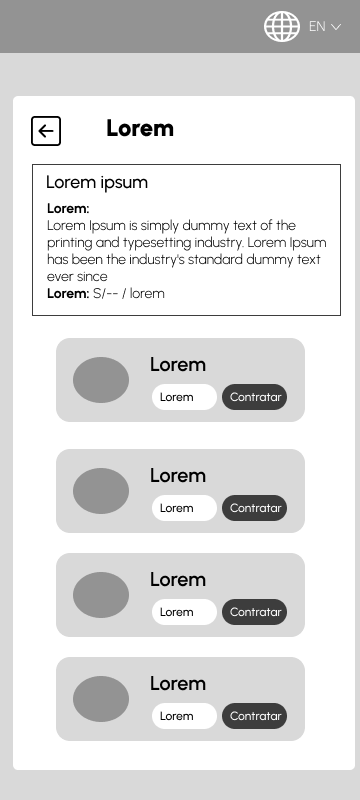 EN
Lorem
Lorem ipsum
Lorem:
Lorem Ipsum is simply dummy text of the
printing and typesetting industry. Lorem Ipsum
has been the industry's standard dummy text
ever since
Lorem: S/-- / lorem
Lorem
Lorem Contratar
Lorem
Lorem Contratar
Lorem
Lorem Contratar
Lorem
Lorem Contratar